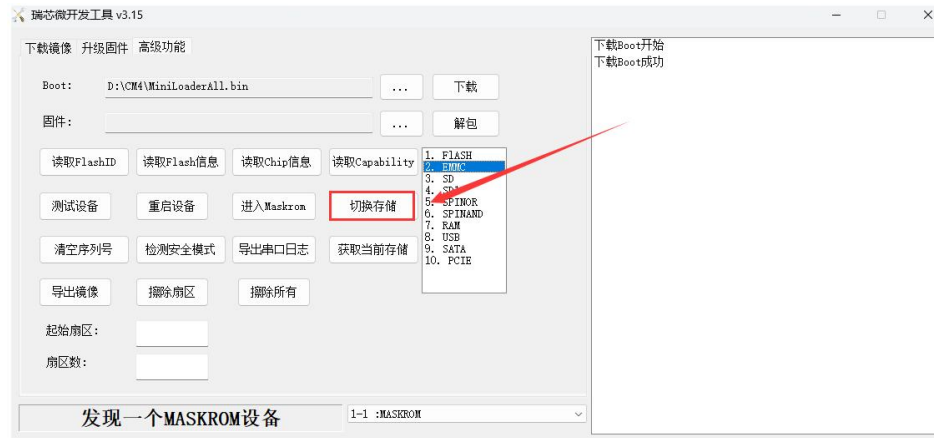 瑞芯微开发工具 v3.15
下载镜像 升级固件 高级功能
Boot: D:\CM4\MiniLoaderAll.bin ... 下载
固件: ... 解包
读取FlashID 读取Flash信息 读取Chip信息 读取Capability
测试设备 重启设备 进入Maskrom 切换存储
清空序列号 检测安全模式 导出串口日志 获取当前存储
导出镜像 擦除扇区 擦除所有
起始扇区:
扇区数:
1. FlASH
2. EMMC
3. SD
4.
5. SPINOR
6. SPINAND
7. RAM
8. USB
9. SATA
10. PCIE
发现一个MASKROM设备 1-1 :MASKROM
下载Boot开始
下载Boot成功